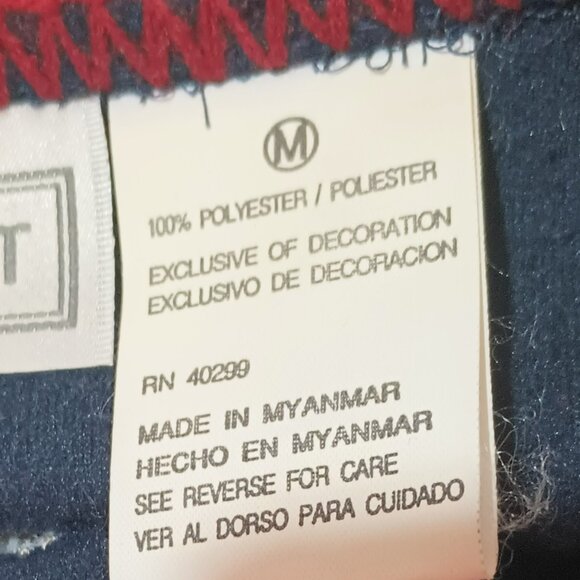 M
100% POLYESTER / POLIESTER
EXCLUSIVE OF DECORATION
EXCLUSIVO DE DECORACION
RN 40299
MADE IN MYANMAR
HECHO EN MYANMAR
SEE REVERSE FOR CARE
VER AL DORSO PARA CUIDADO
T